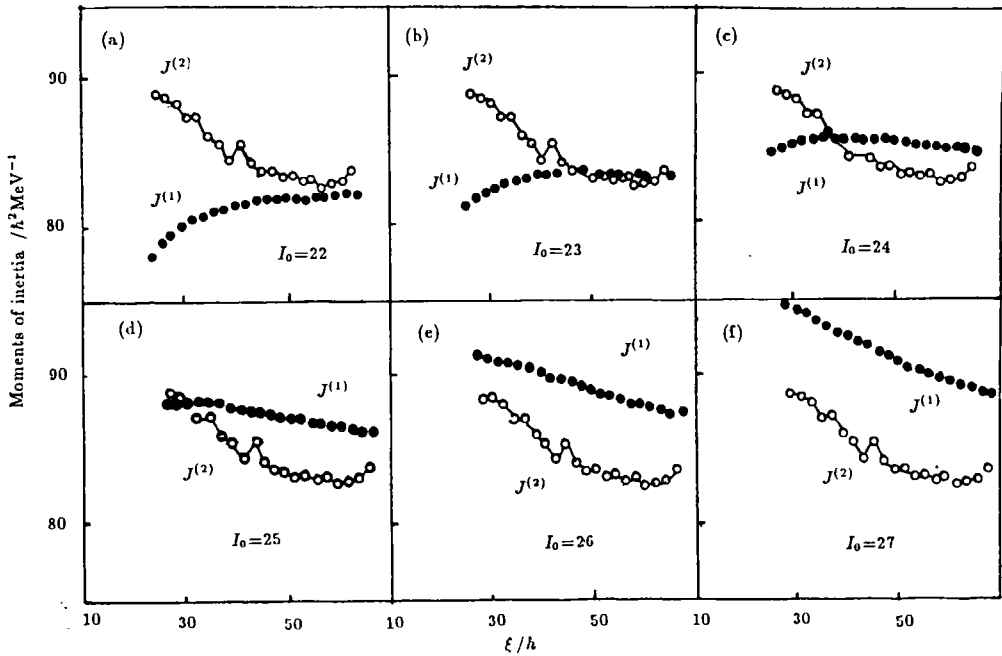 (a)
J(2)
J(1)
I₀=22
(b)
J(2)
J(1)
I₀=23
(c)
J(2)
J(1)
I₀=24
90
80
Moments of inertia /ℏ²MeV⁻¹
(d)
J(1)
J(2)
I₀=25
(e)
J(1)
J(2)
I₀=26
(f)
J(1)
J(2)
I₀=27
90
80
10 30 50 10 30 50 10 30 50
ξ/ℏ